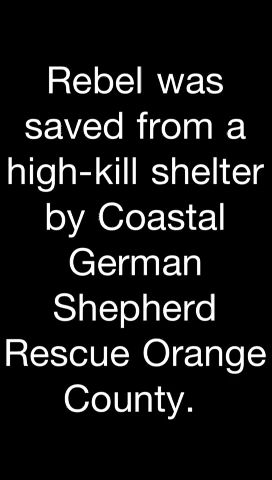 Rebel was
saved from a
high-kill shelter
by Coastal
German
Shepherd
Rescue Orange
County.